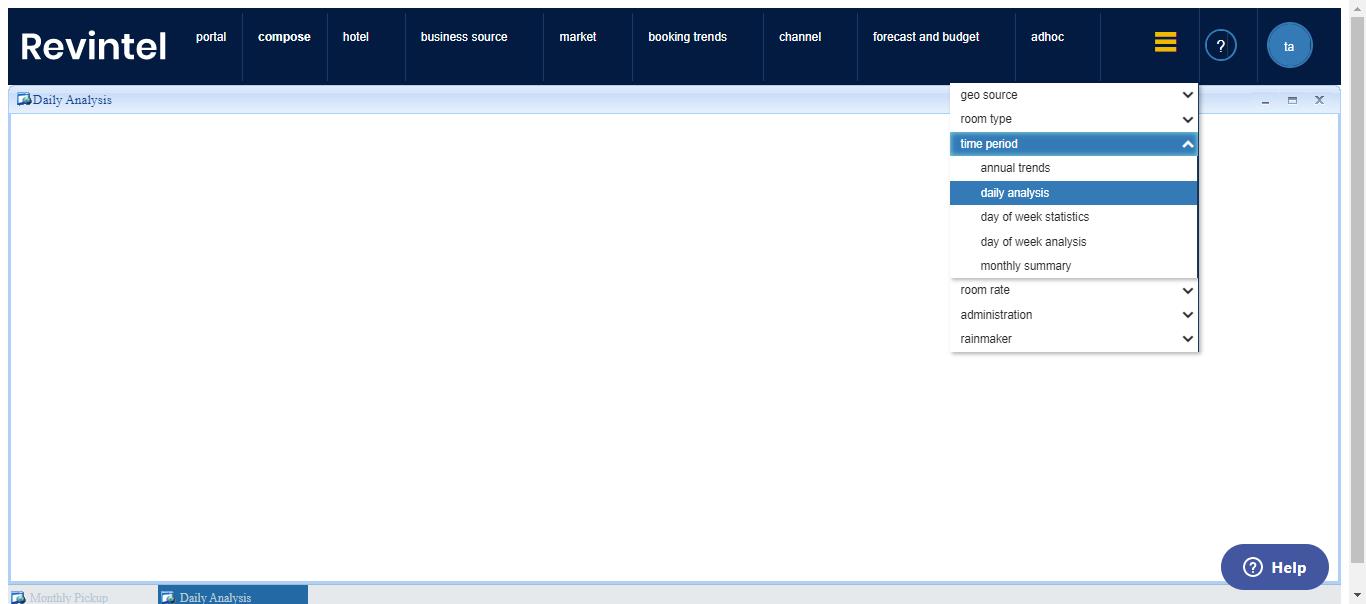 Revintel
portal
compose
hotel
business source
market
booking trends
channel
forecast and budget
adhoc
?
ta
Daily Analysis
geo source
room type
time period
annual trends
daily analysis
day of week statistics
day of week analysis
monthly summary
room rate
administration
rainmaker
? Help
Monthly Pickup
Daily Analysis